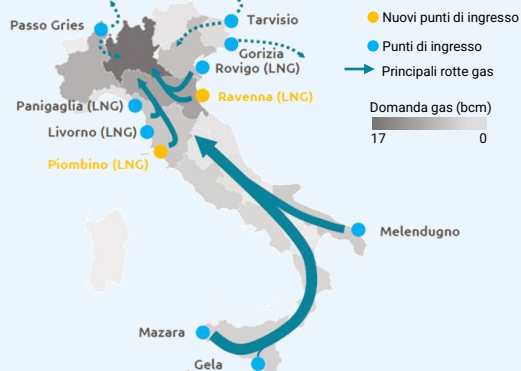 Passo Gries
Tarvisio
Gorizia
Rovigo (LNG)
Panigaglia (LNG)
Ravenna (LNG)
Livorno (LNG)
Piombino (LNG)
Melendugno
Mazara
Gela
Nuovi punti di ingresso
Punti di ingresso
Principali rotte gas
Domanda gas (bcm)
17 0